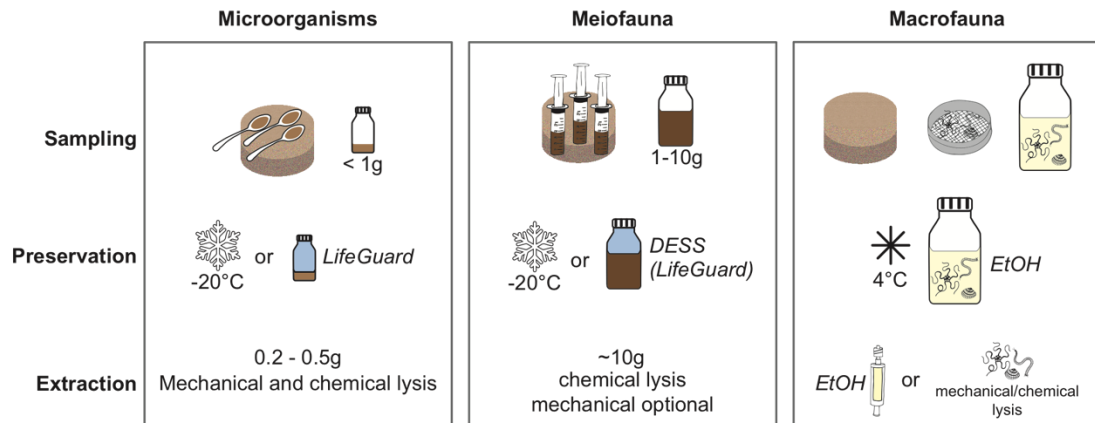 Microorganisms
Meiofauna
Macrofauna
Sampling
< 1g
1-10g
Preservation
-20°C
or
LifeGuard
-20°C
or
DESS
(LifeGuard)
4°C
EtOH
Extraction
0.2 - 0.5g
Mechanical and chemical lysis
~10g
chemical lysis
mechanical optional
EtOH
or
mechanical/chemical
lysis